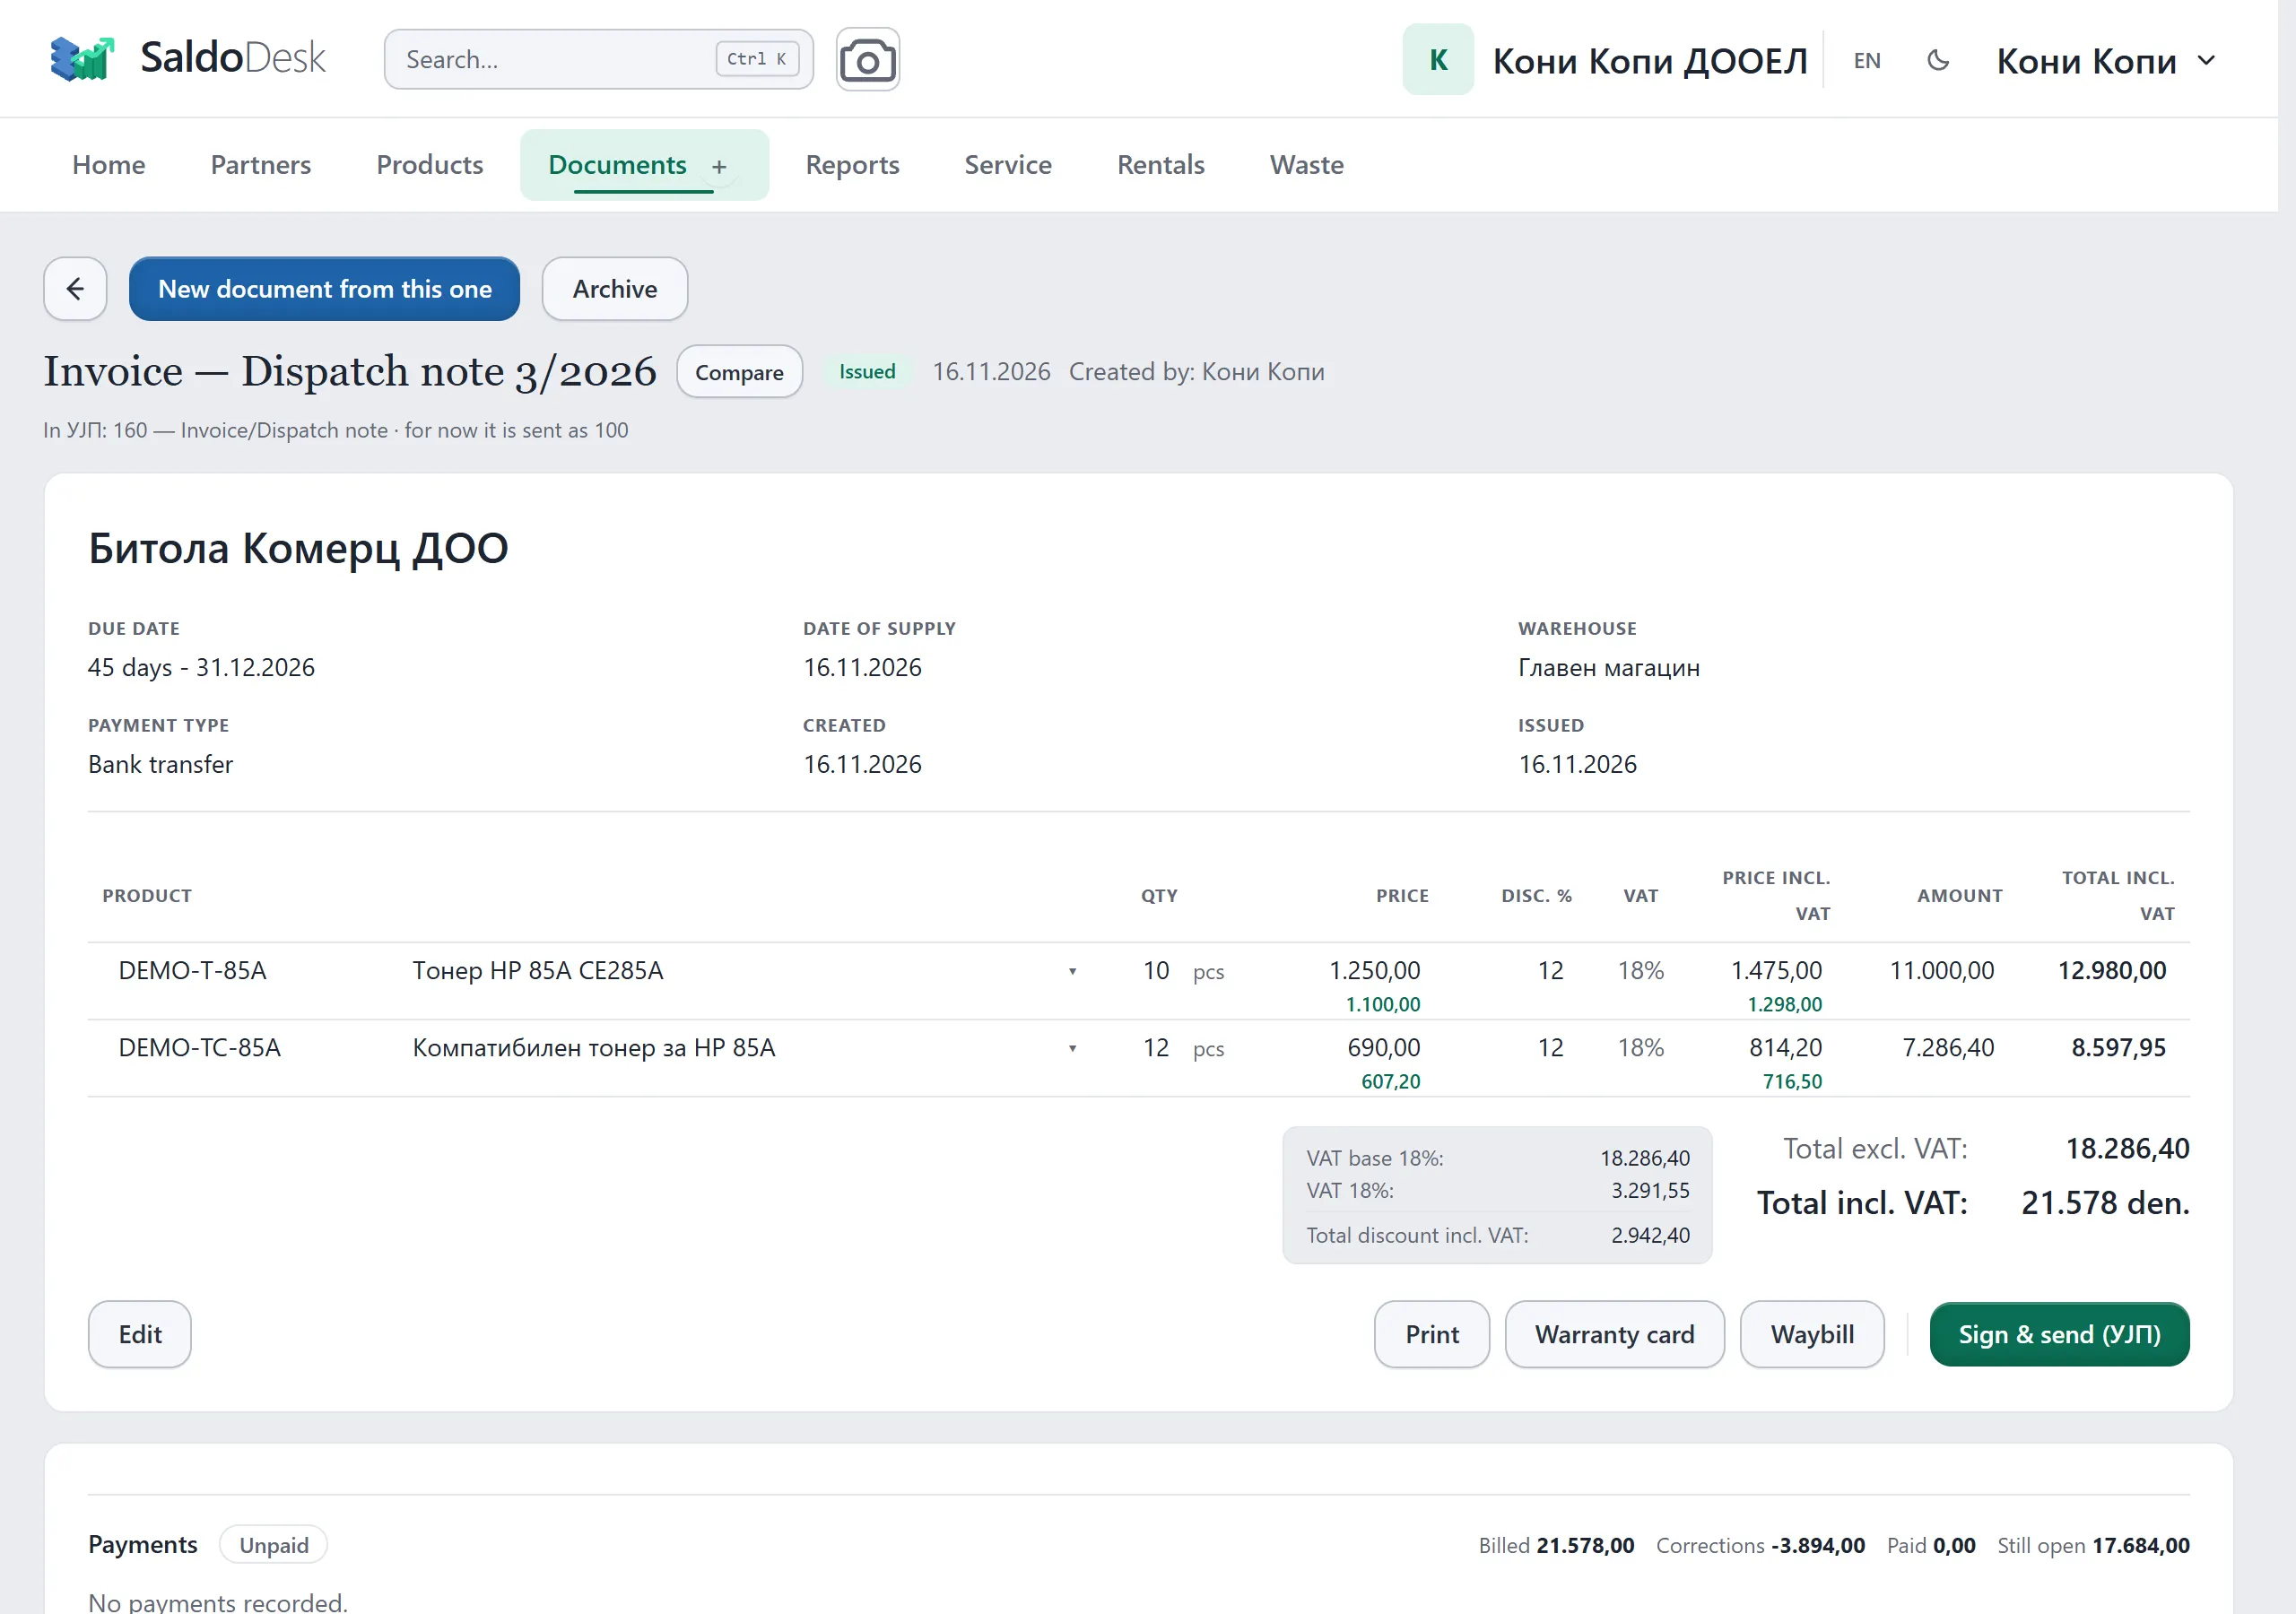 SaldoDesk
Search...
Ctrl K
K
Кони Копи ДООЕЛ
EN
Кони Копи
Home
Partners
Products
Documents +
Reports
Service
Rentals
Waste
New document from this one
Archive
Invoice — Dispatch note 3/2026
Compare
Issued
16.11.2026
Created by: Кони Копи
In УЈП: 160 — Invoice/Dispatch note · for now it is sent as 100
Битола Комерц ДОО
DUE DATE
DATE OF SUPPLY
WAREHOUSE
45 days - 31.12.2026
16.11.2026
Главен магацин
PAYMENT TYPE
CREATED
ISSUED
Bank transfer
16.11.2026
16.11.2026
PRODUCT QTY PRICE DISC. % VAT PRICE INCL. VAT AMOUNT TOTAL INCL. VAT
DEMO-T-85A Тонер HP 85A CE285A 10 pcs 1.250,00 12 18% 1.475,00 11.000,00 12.980,00
1.100,00 1.298,00
DEMO-TC-85A Компатибилен тонер за HP 85A 12 pcs 690,00 12 18% 814,20 7.286,40 8.597,95
607,20 716,50
VAT base 18%: 18.286,40
VAT 18%: 3.291,55
Total discount incl. VAT: 2.942,40
Total excl. VAT: 18.286,40
Total incl. VAT: 21.578 den.
Edit
Print
Warranty card
Waybill
Sign & send (УЈП)
Payments
Unpaid
Billed 21.578,00 Corrections -3.894,00 Paid 0,00 Still open 17.684,00
No payments recorded.